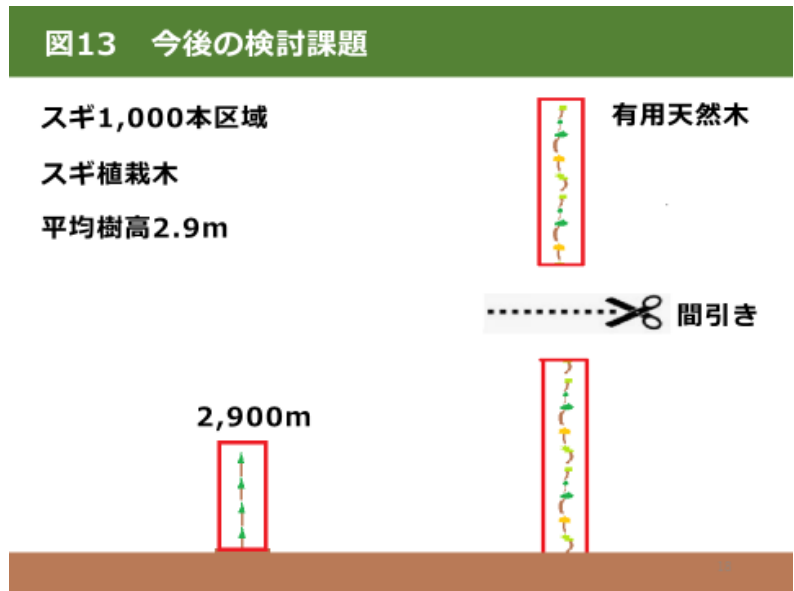 図13 今後の検討課題
スギ1,000本区域
スギ植栽木
平均樹高2.9m
有用天然木
間引き
2,900m